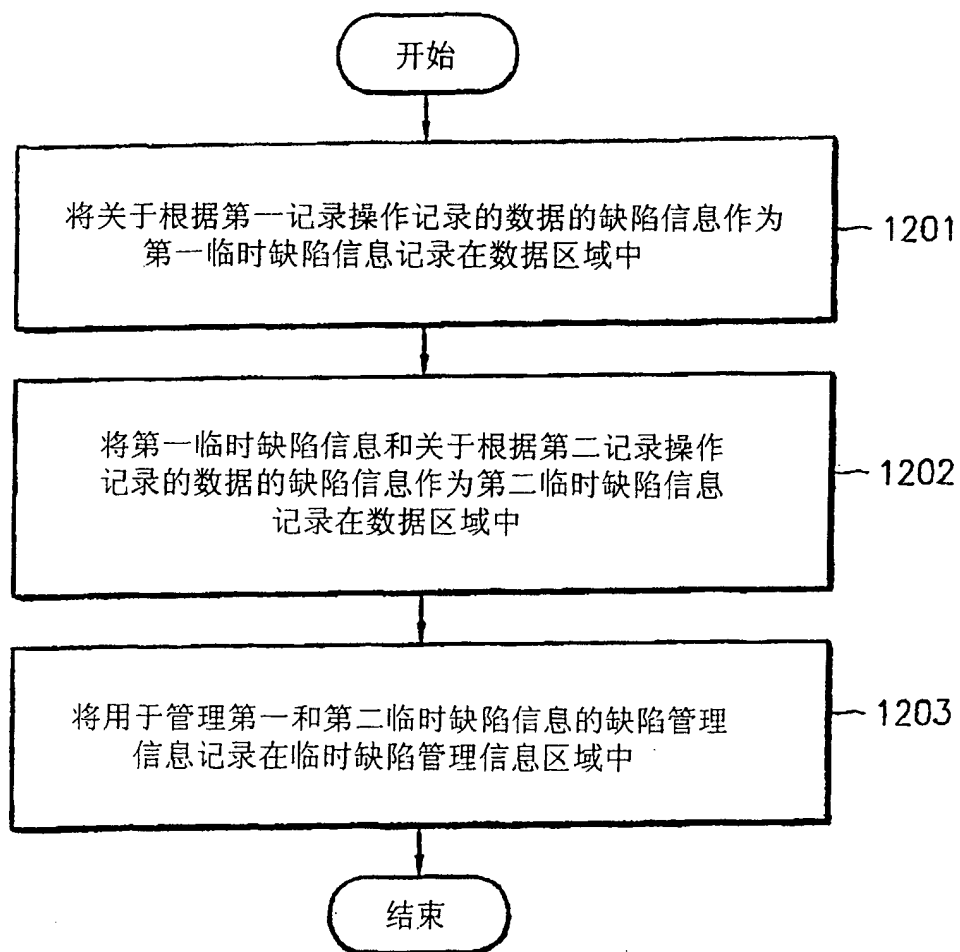 开始
将关于根据第一记录操作记录的数据的缺陷信息作为
第一临时缺陷信息记录在数据区域中
1201
将第一临时缺陷信息和关于根据第二记录操作
记录的数据的缺陷信息作为第二临时缺陷信息
记录在数据区域中
1202
将用于管理第一和第二临时缺陷信息的缺陷管理
信息记录在临时缺陷管理信息区域中
1203
结束